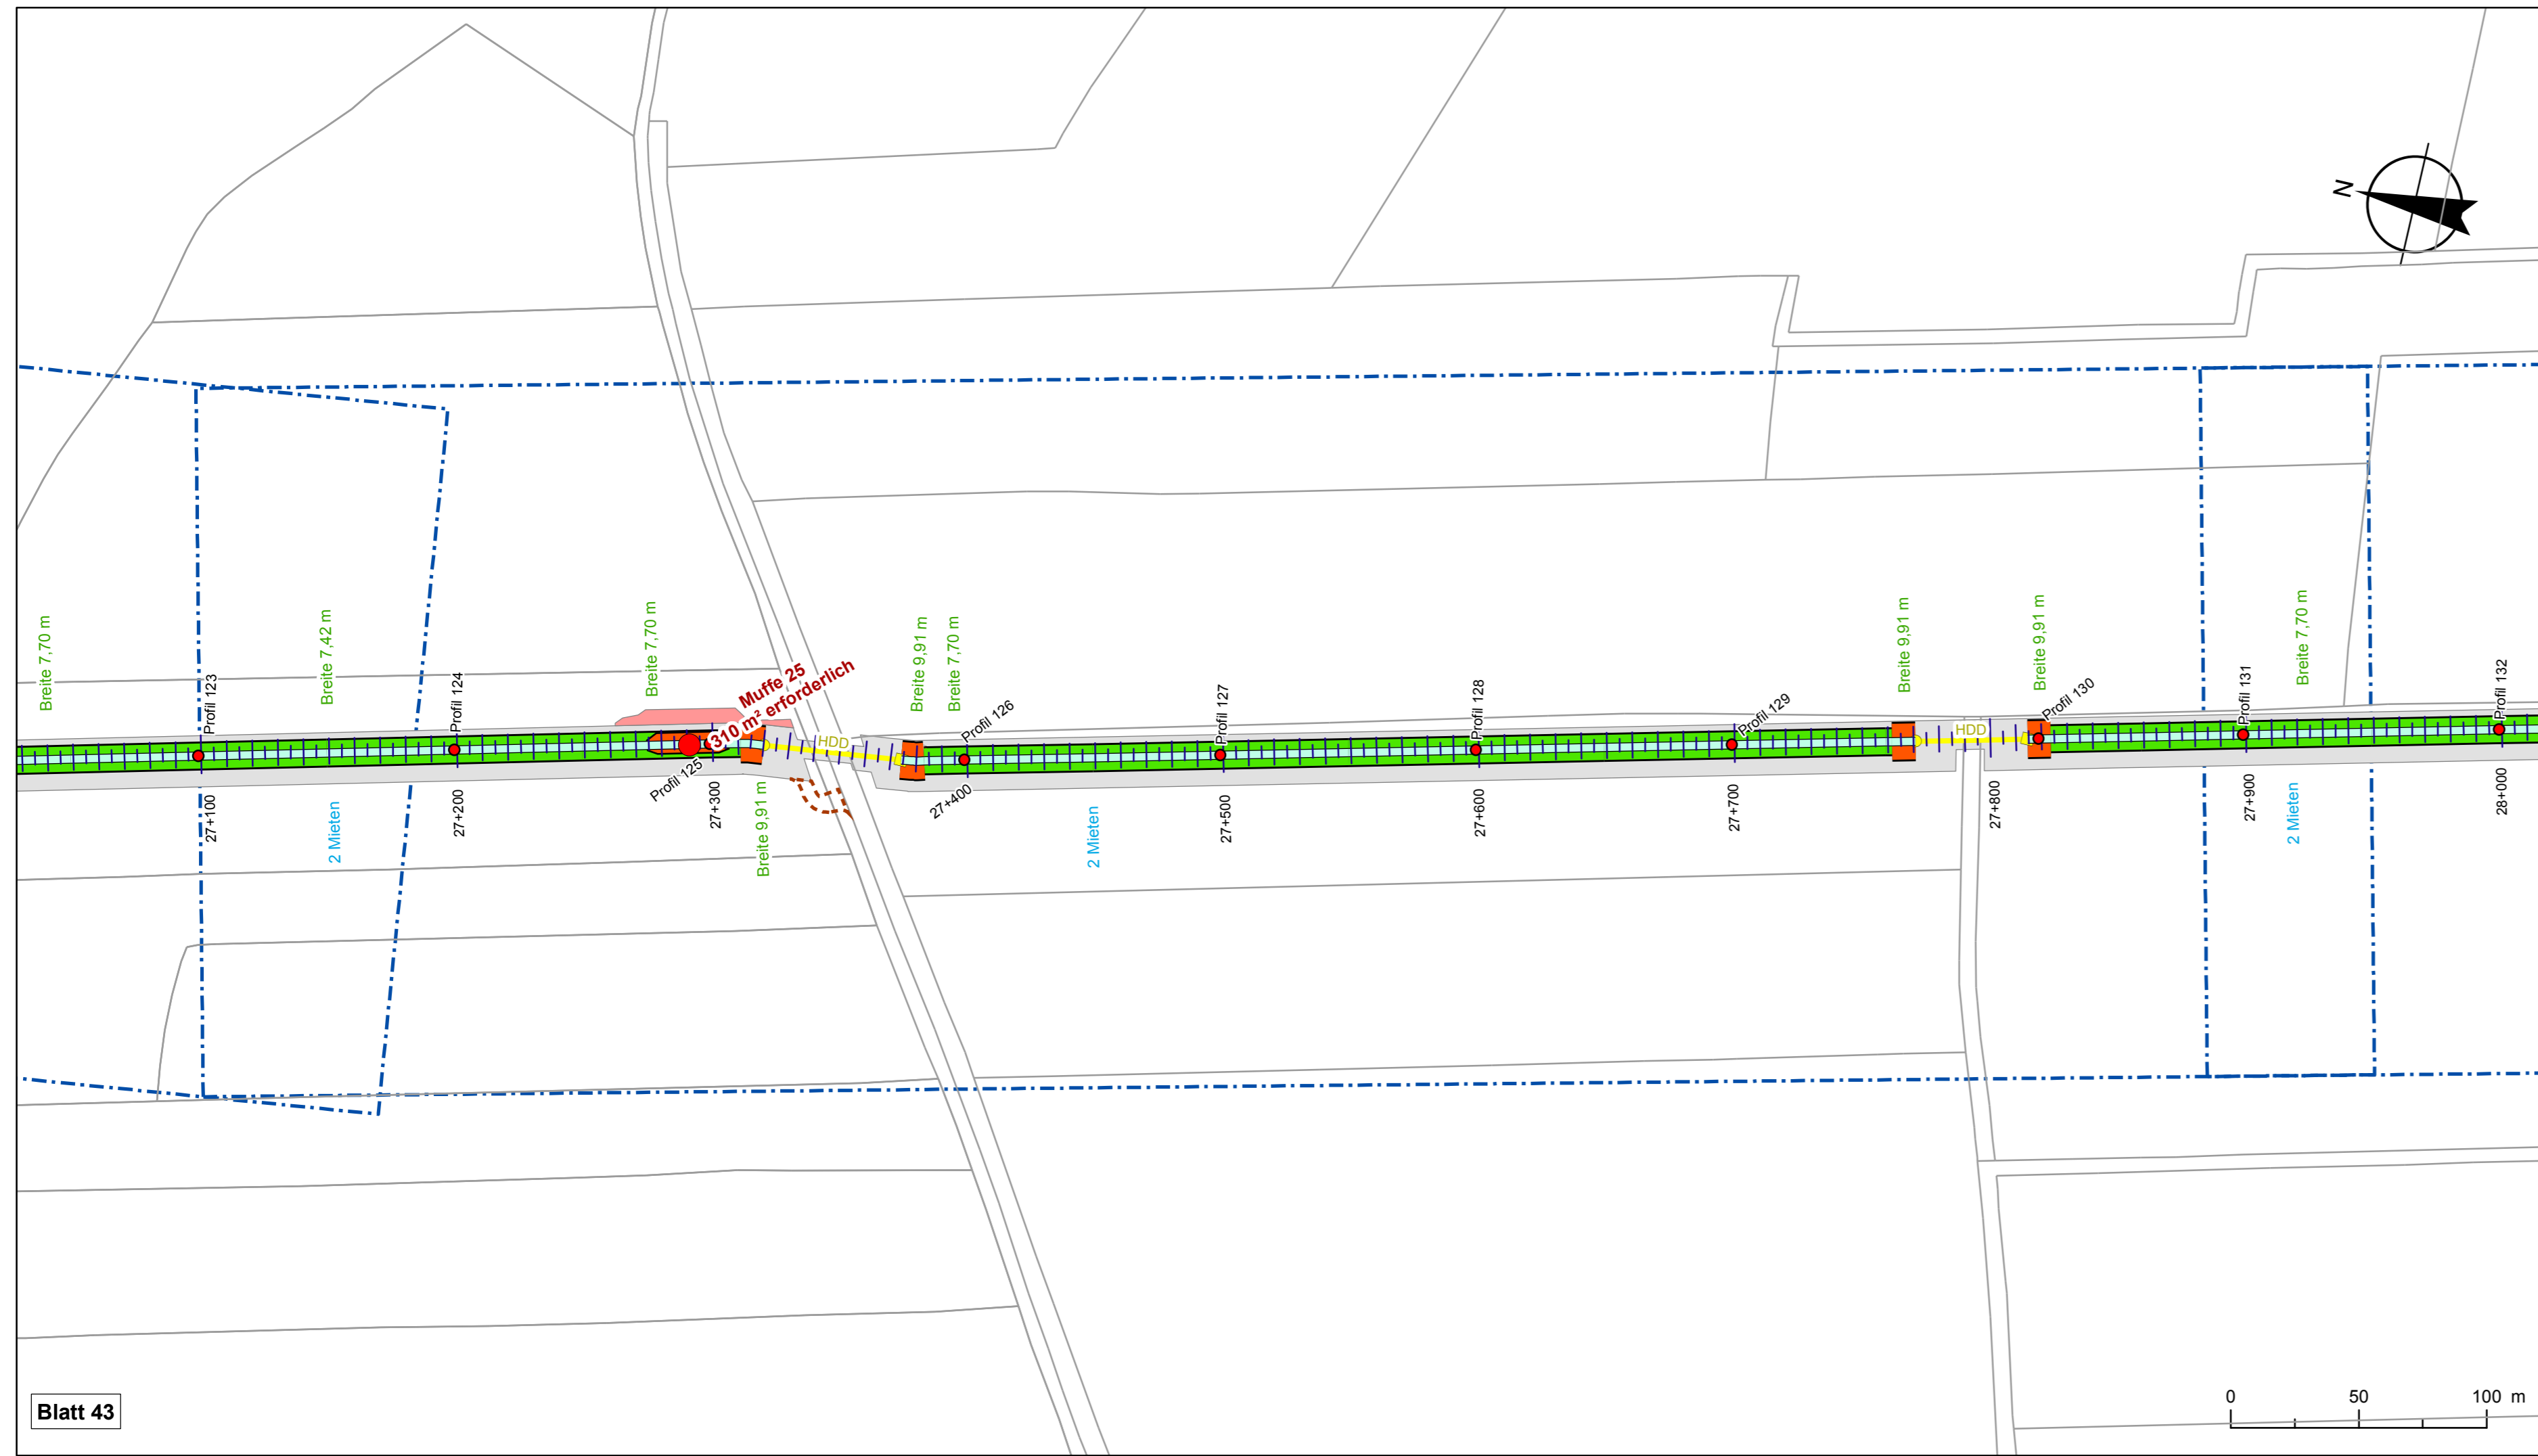 N
Breite 7,70 m
Breite 7,42 m
Breite 7,70 m
Breite 9,91 m
Breite 7,70 m
Breite 9,91 m
Breite 9,91 m
Breite 7,70 m
Profil 123
Profil 124
Muffe 25
310 m² erforderlich
HDD
Profil 126
Profil 127
Profil 128
Profil 129
HDD
Profil 130
Profil 131
Profil 132
Profil 125
27+100
2 Mieten
27+200
27+300
Breite 9,91 m
27+400
2 Mieten
27+500
27+600
27+700
27+800
27+900
2 Mieten
28+000
Blatt 43
0 50 100 m